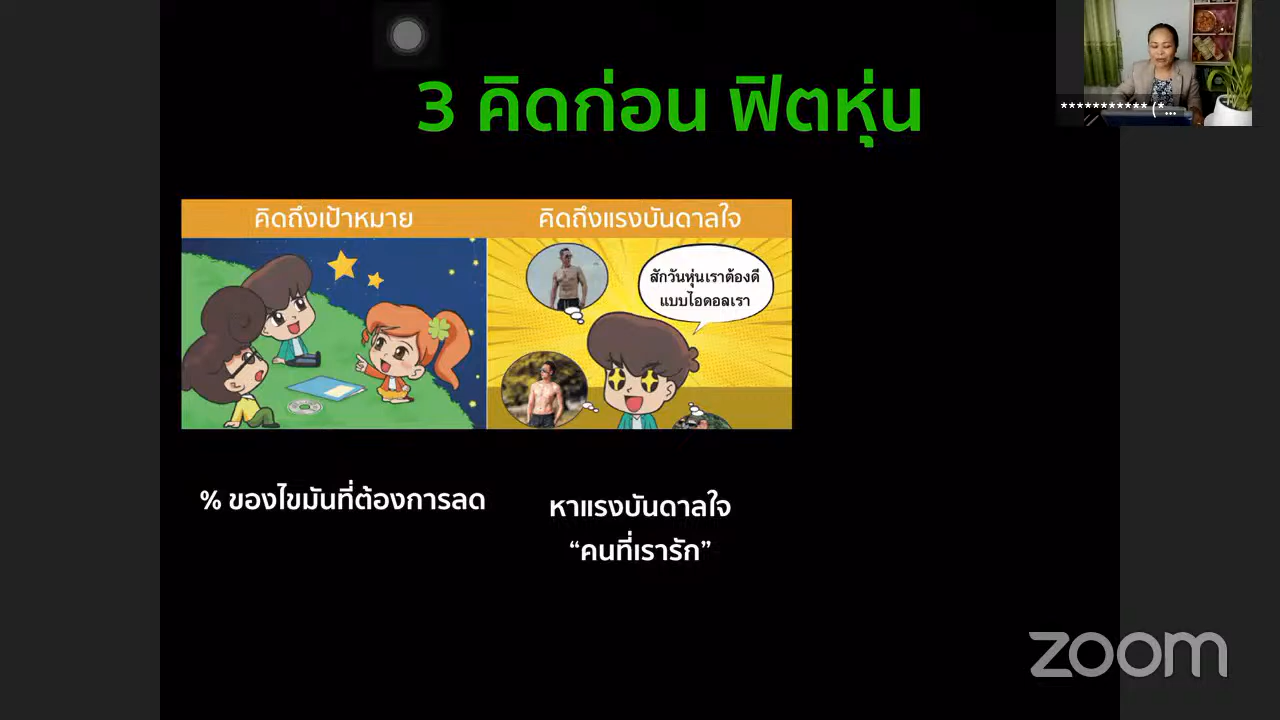 3 คิดก่อน ฟิตหุ่น
*********** (* ...
คิดถึงเป้าหมาย
คิดถึงแรงบันดาลใจ
สักวันหุ่นเราต้องดี
แบบไอดอลเรา
% ของไขมันที่ต้องการลด
หาแรงบันดาลใจ
“คนที่เรารัก”
zoom